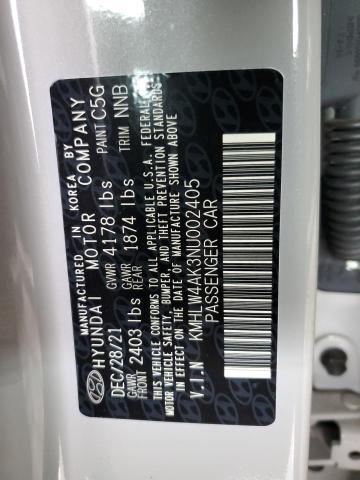 MANUFACTURED IN KOREA BY
HYUNDAI MOTOR COMPANY
DEC/28/21 GVWR 4178 lbs PAINT C5G
GAWR FRONT 2403 lbs GAWR REAR 1874 lbs TRIM NNB
THIS VEHICLE CONFORMS TO ALL APPLICABLE U.S.A. FEDERAL
MOTOR VEHICLE SAFETY, BUMPER, AND THEFT PREVENTION STANDARDS
IN EFFECT ON THE DATE OF MANUFACTURE SHOWN ABOVE
V.I.N KMHLW4AK3NU002405
PASSENGER CAR